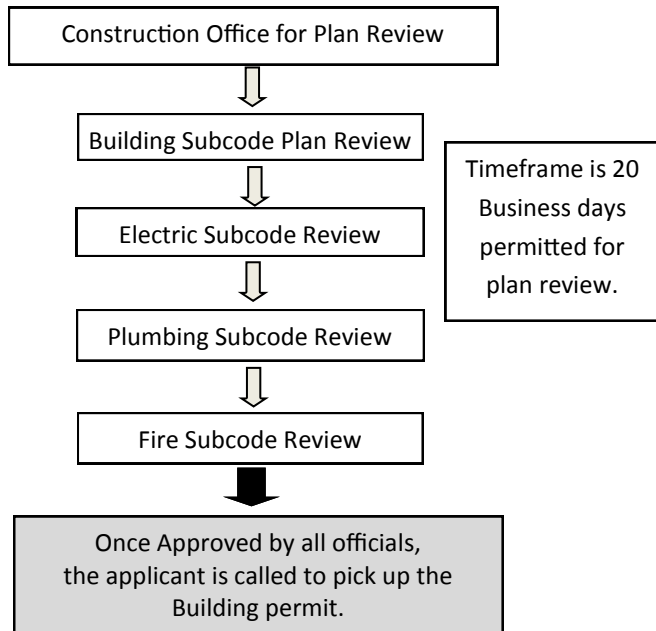 Construction Office for Plan Review
Building Subcode Plan Review
Timeframe is 20
Business days
permitted for
plan review.
Electric Subcode Review
Plumbing Subcode Review
Fire Subcode Review
Once Approved by all officials,
the applicant is called to pick up the
Building permit.